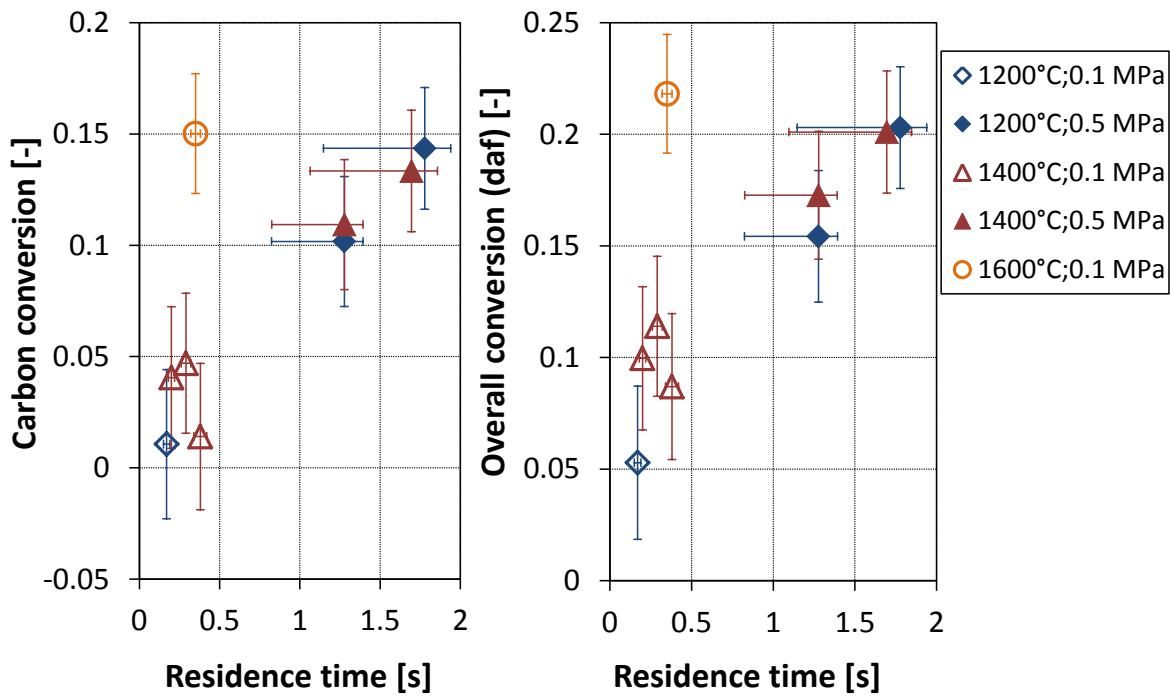 Carbon conversion [-]
0.2
0.15
0.1
0.05
0
-0.05
0 0.5 1 1.5 2
Residence time [s]
Overall conversion (daf) [-]
0.25
0.2
0.15
0.1
0.05
0
0 0.5 1 1.5 2
Residence time [s]
1200°C;0.1 MPa
1200°C;0.5 MPa
1400°C;0.1 MPa
1400°C;0.5 MPa
1600°C;0.1 MPa